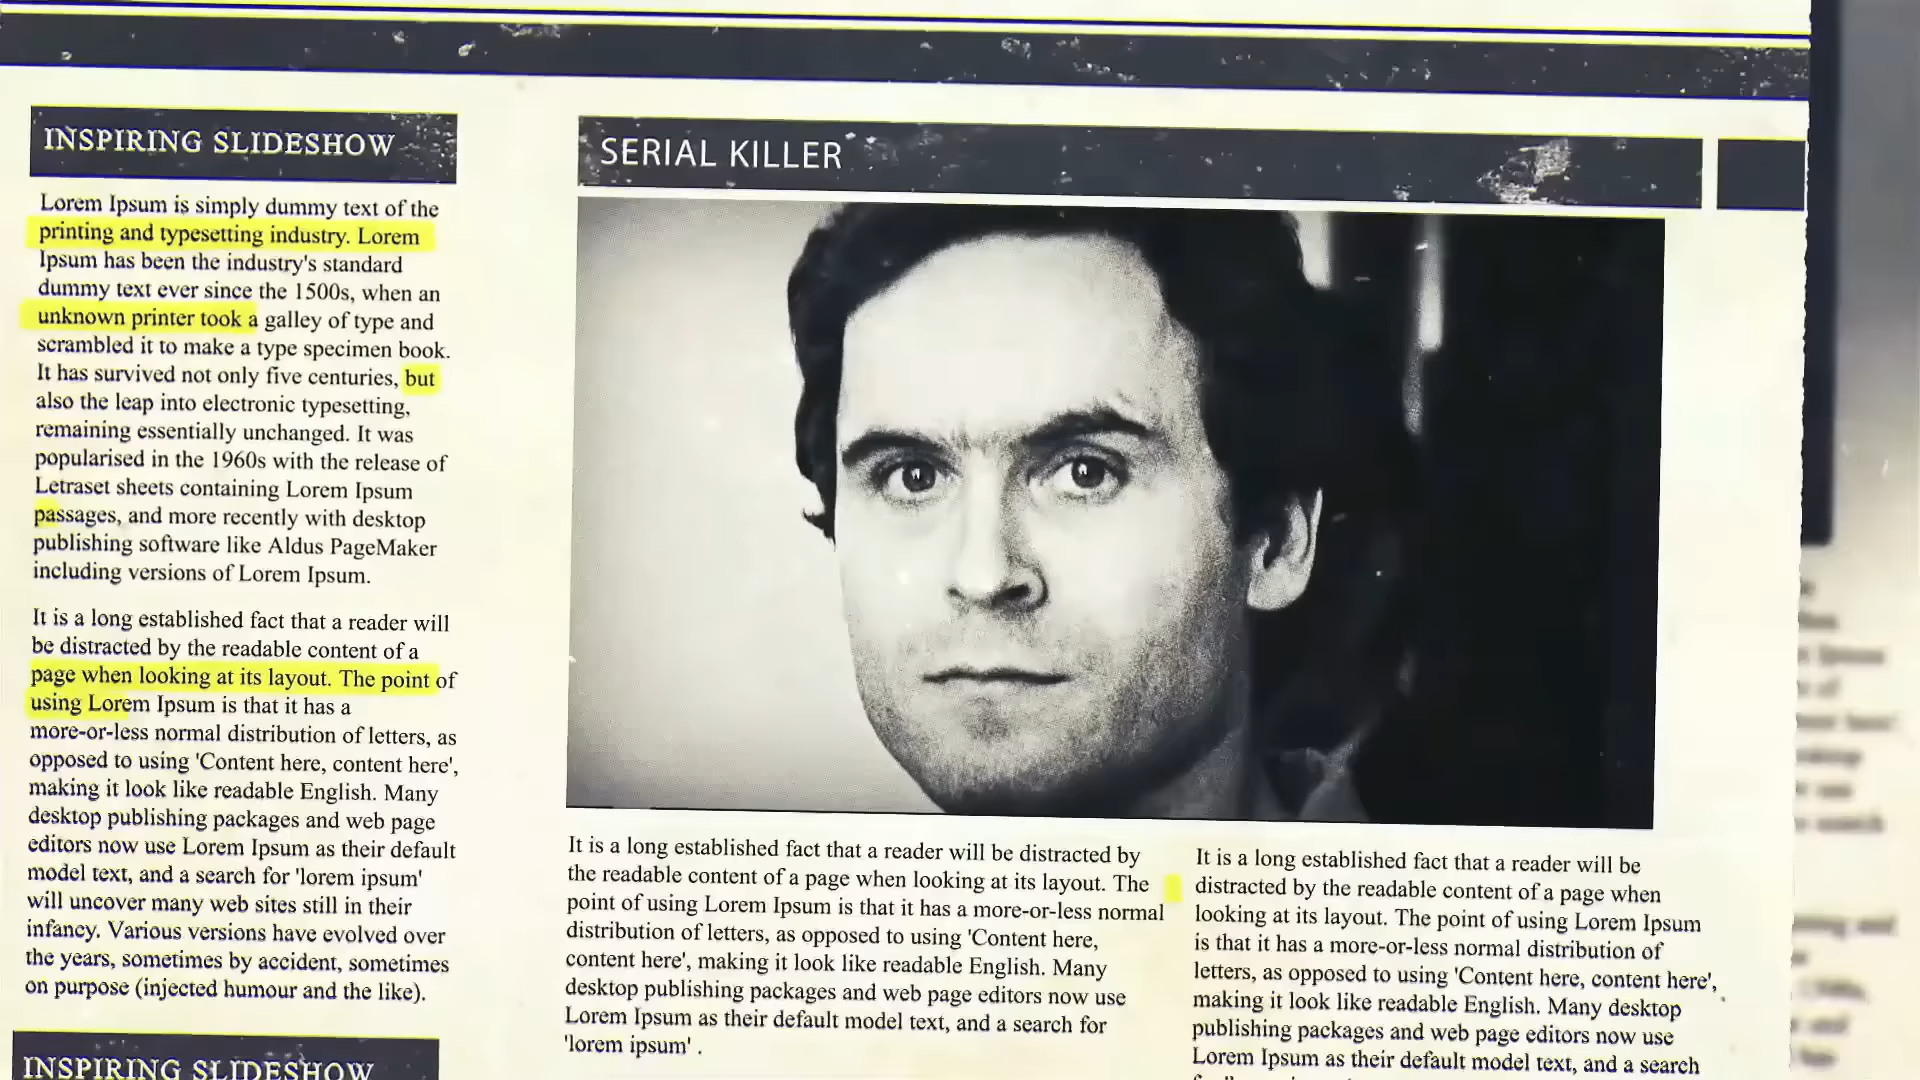 INSPIRING SLIDESHOW
Lorem Ipsum is simply dummy text of the
printing and typesetting industry. Lorem
Ipsum has been the industry's standard
dummy text ever since the 1500s, when an
unknown printer took a galley of type and
scrambled it to make a type specimen book.
It has survived not only five centuries, but
also the leap into electronic typesetting,
remaining essentially unchanged. It was
popularised in the 1960s with the release of
Letraset sheets containing Lorem Ipsum
passages, and more recently with desktop
publishing software like Aldus PageMaker
including versions of Lorem Ipsum.
It is a long established fact that a reader will
be distracted by the readable content of a
page when looking at its layout. The point of
using Lorem Ipsum is that it has a
more-or-less normal distribution of letters, as
opposed to using 'Content here, content here',
making it look like readable English. Many
desktop publishing packages and web page
editors now use Lorem Ipsum as their default
model text, and a search for 'lorem ipsum'
will uncover many web sites still in their
infancy. Various versions have evolved over
the years, sometimes by accident, sometimes
on purpose (injected humour and the like).
INSPIRING SLIDESHOW
SERIAL KILLER
It is a long established fact that a reader will be distracted by
the readable content of a page when looking at its layout. The
point of using Lorem Ipsum is that it has a more-or-less normal
distribution of letters, as opposed to using 'Content here,
content here', making it look like readable English. Many
desktop publishing packages and web page editors now use
Lorem Ipsum as their default model text, and a search for
'lorem ipsum' .
It is a long established fact that a reader will be
distracted by the readable content of a page when
looking at its layout. The point of using Lorem Ipsum
is that it has a more-or-less normal distribution of
letters, as opposed to using 'Content here, content here',
making it look like readable English. Many desktop
publishing packages and web page editors now use
Lorem Ipsum as their default model text, and a search